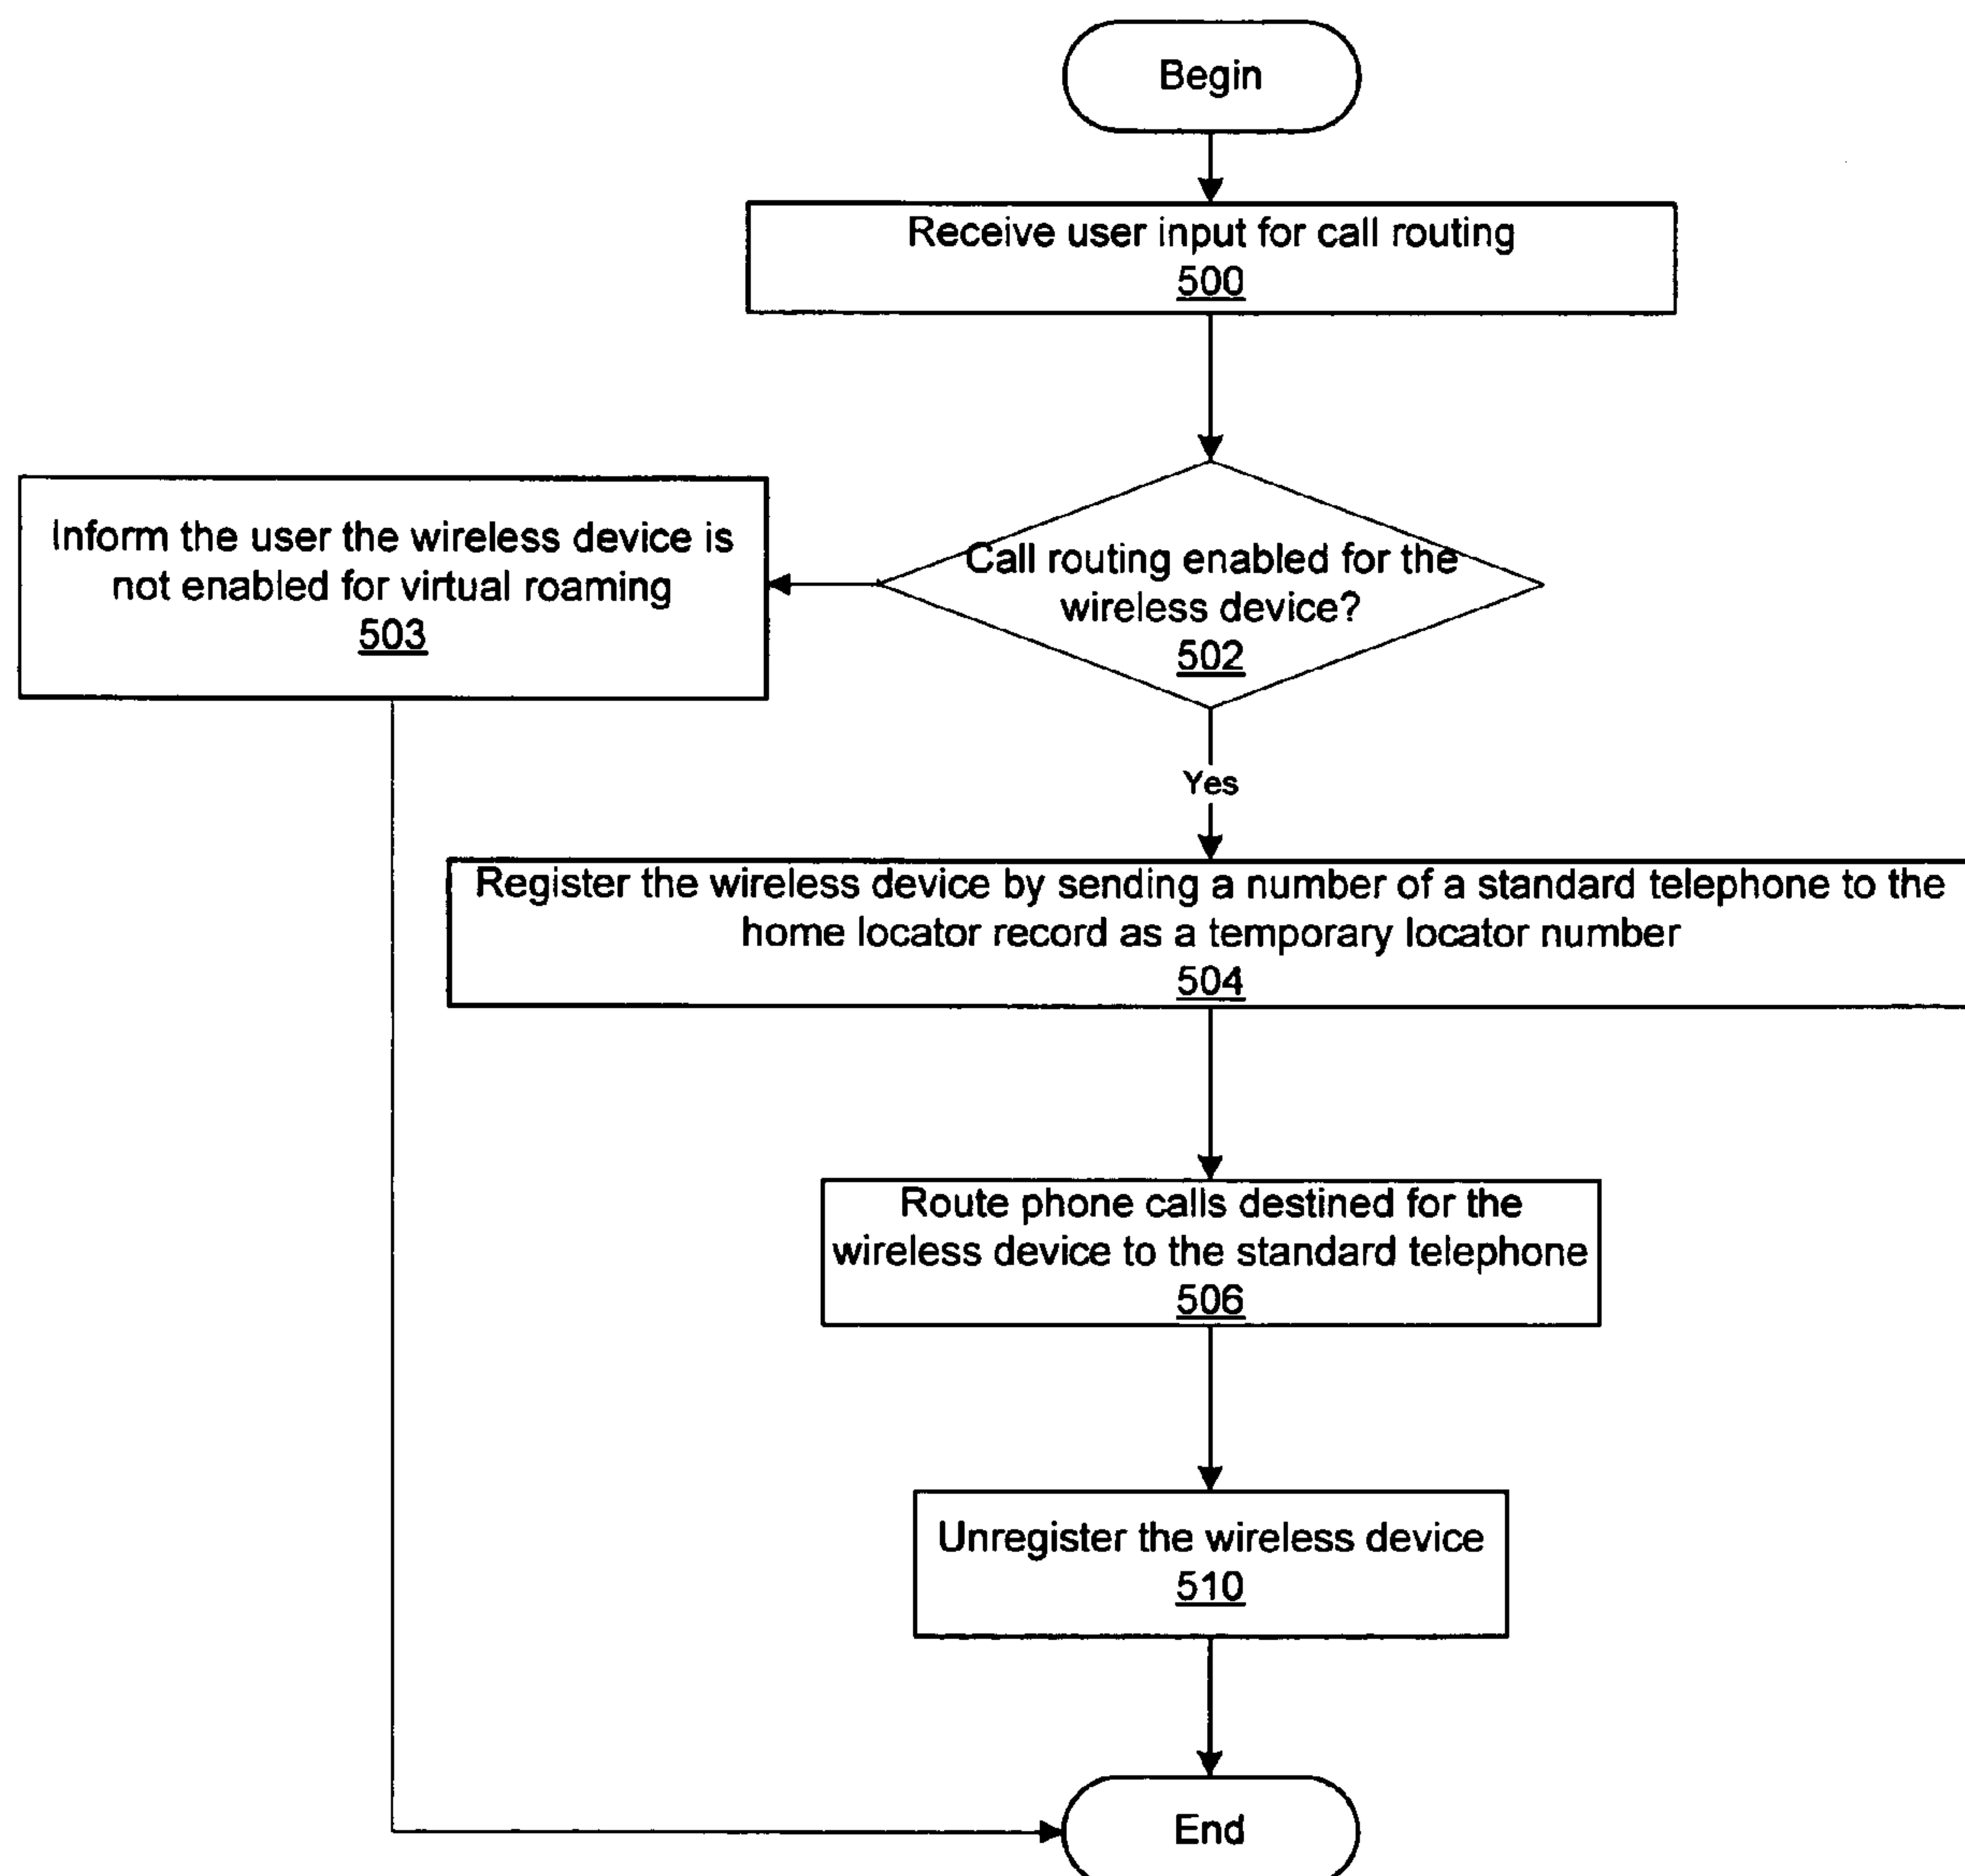 Begin
Receive user input for call routing
500
Call routing enabled for the
wireless device?
502
Inform the user the wireless device is
not enabled for virtual roaming
503
Yes
Register the wireless device by sending a number of a standard telephone to the
home locator record as a temporary locator number
504
Route phone calls destined for the
wireless device to the standard telephone
506
Unregister the wireless device
510
End